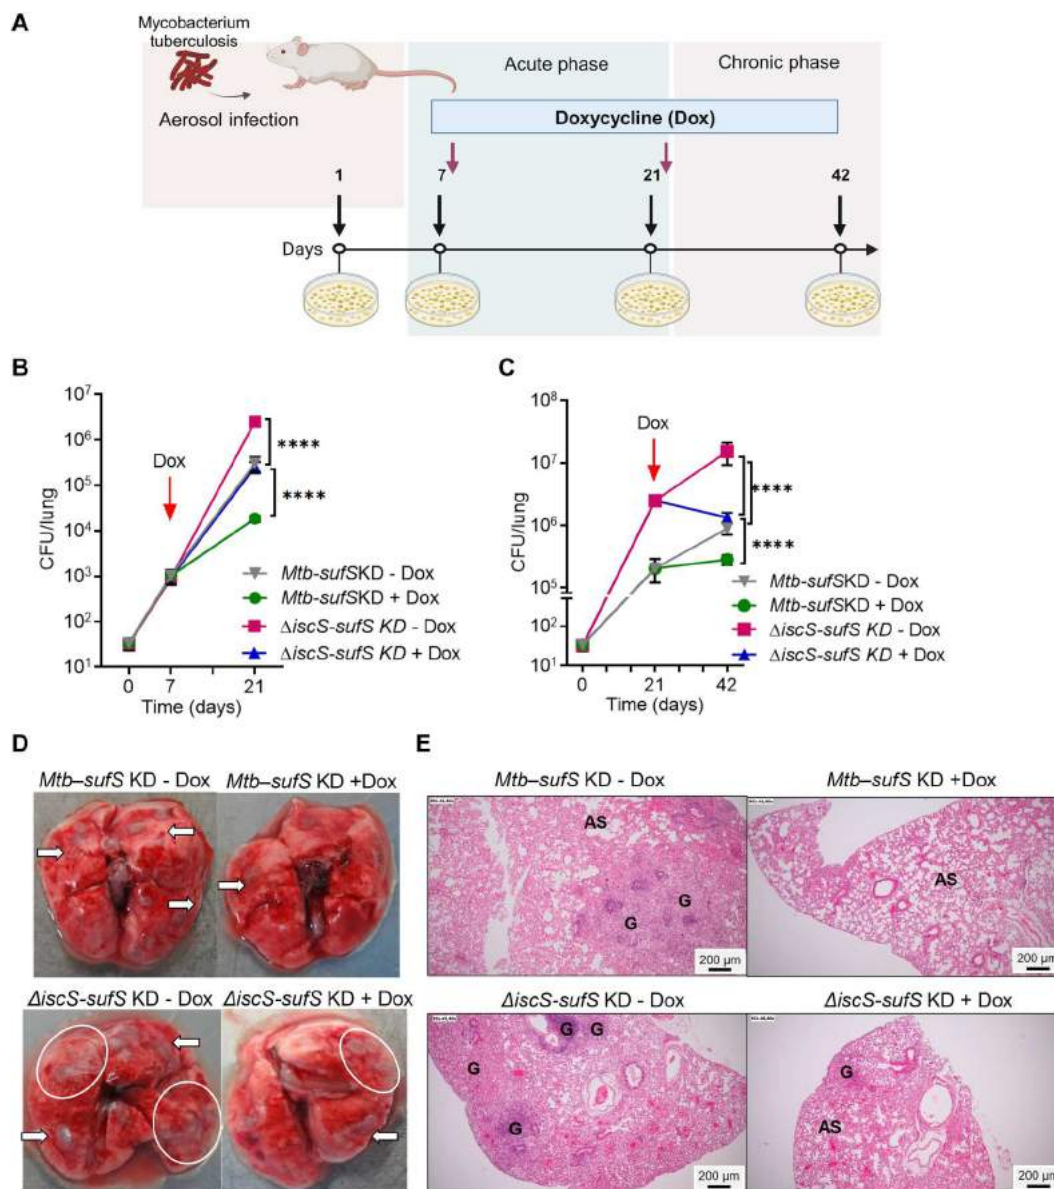 A
Mycobacterium
tuberculosis
Aerosol infection
Acute phase
Chronic phase
Doxycycline (Dox)
1
7
21
42
Days
B
CFU/lung
10⁷
10⁶
10⁵
10⁴
10³
10²
10¹
Dox
****
****
Mtb-sufSKD - Dox
Mtb-sufSKD + Dox
ΔiscS-sufS KD - Dox
ΔiscS-sufS KD + Dox
0
7
21
Time (days)
C
CFU/lung
10⁸
10⁷
10⁶
10⁵
10²
10¹
Dox
****
****
Mtb-sufSKD - Dox
Mtb-sufSKD + Dox
ΔiscS-sufS KD - Dox
ΔiscS-sufS KD + Dox
0
21
42
Time (days)
D
Mtb–sufS KD - Dox
Mtb–sufS KD +Dox
ΔiscS-sufS KD - Dox
ΔiscS-sufS KD + Dox
E
Mtb–sufS KD - Dox
Mtb–sufS KD +Dox
AS
G
G
200 µm
AS
200 µm
ΔiscS-sufS KD - Dox
ΔiscS-sufS KD + Dox
G
G
G
G
200 µm
G
AS
200 µm